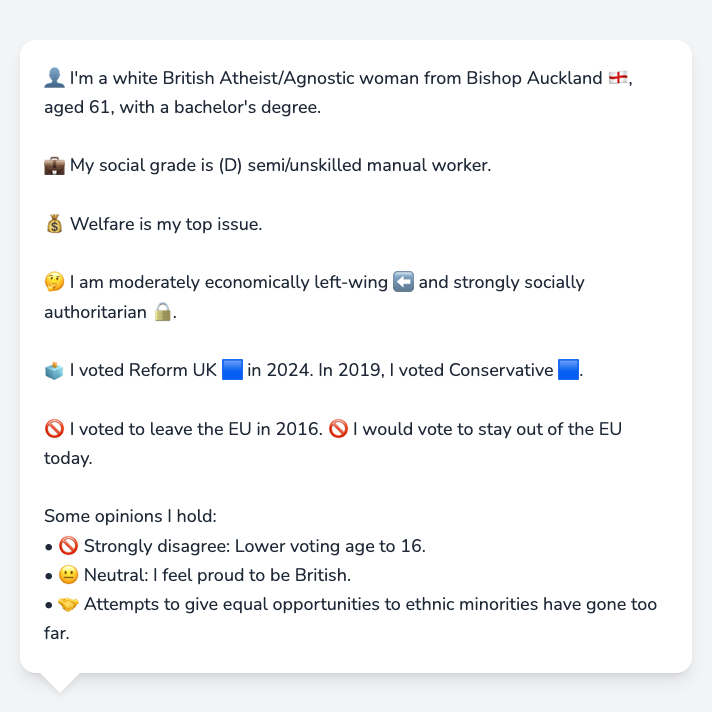 👤 I'm a white British Atheist/Agnostic woman from Bishop Auckland 🏴󠁧󠁢󠁥󠁮󠁧󠁿,
aged 61, with a bachelor's degree.
💼 My social grade is (D) semi/unskilled manual worker.
💰 Welfare is my top issue.
🤔 I am moderately economically left-wing ⬅️ and strongly socially
authoritarian 🔒.
🗳️ I voted Reform UK 🟦 in 2024. In 2019, I voted Conservative 🟦.
🚫 I voted to leave the EU in 2016. 🚫 I would vote to stay out of the EU
today.
Some opinions I hold:
• 🚫 Strongly disagree: Lower voting age to 16.
• 😐 Neutral: I feel proud to be British.
• 🤝 Attempts to give equal opportunities to ethnic minorities have gone too
far.